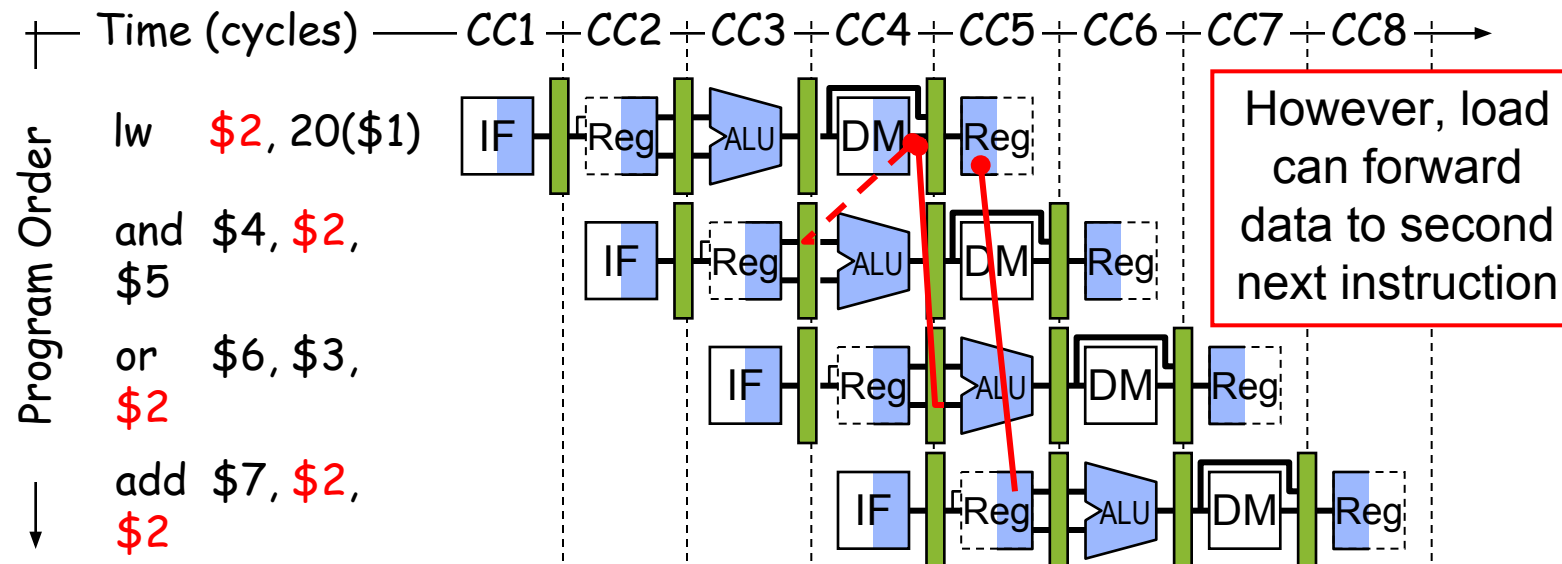 Time (cycles) CC1 CC2 CC3 CC4 CC5 CC6 CC7 CC8
Program Order
lw $2, 20($1)
IF Reg ALU DM Reg
However, load
can forward
data to second
next instruction
and $4, $2,
$5
IF Reg ALU DM Reg
or $6, $3,
$2
IF Reg ALU DM Reg
add $7, $2,
$2
IF Reg ALU DM Reg